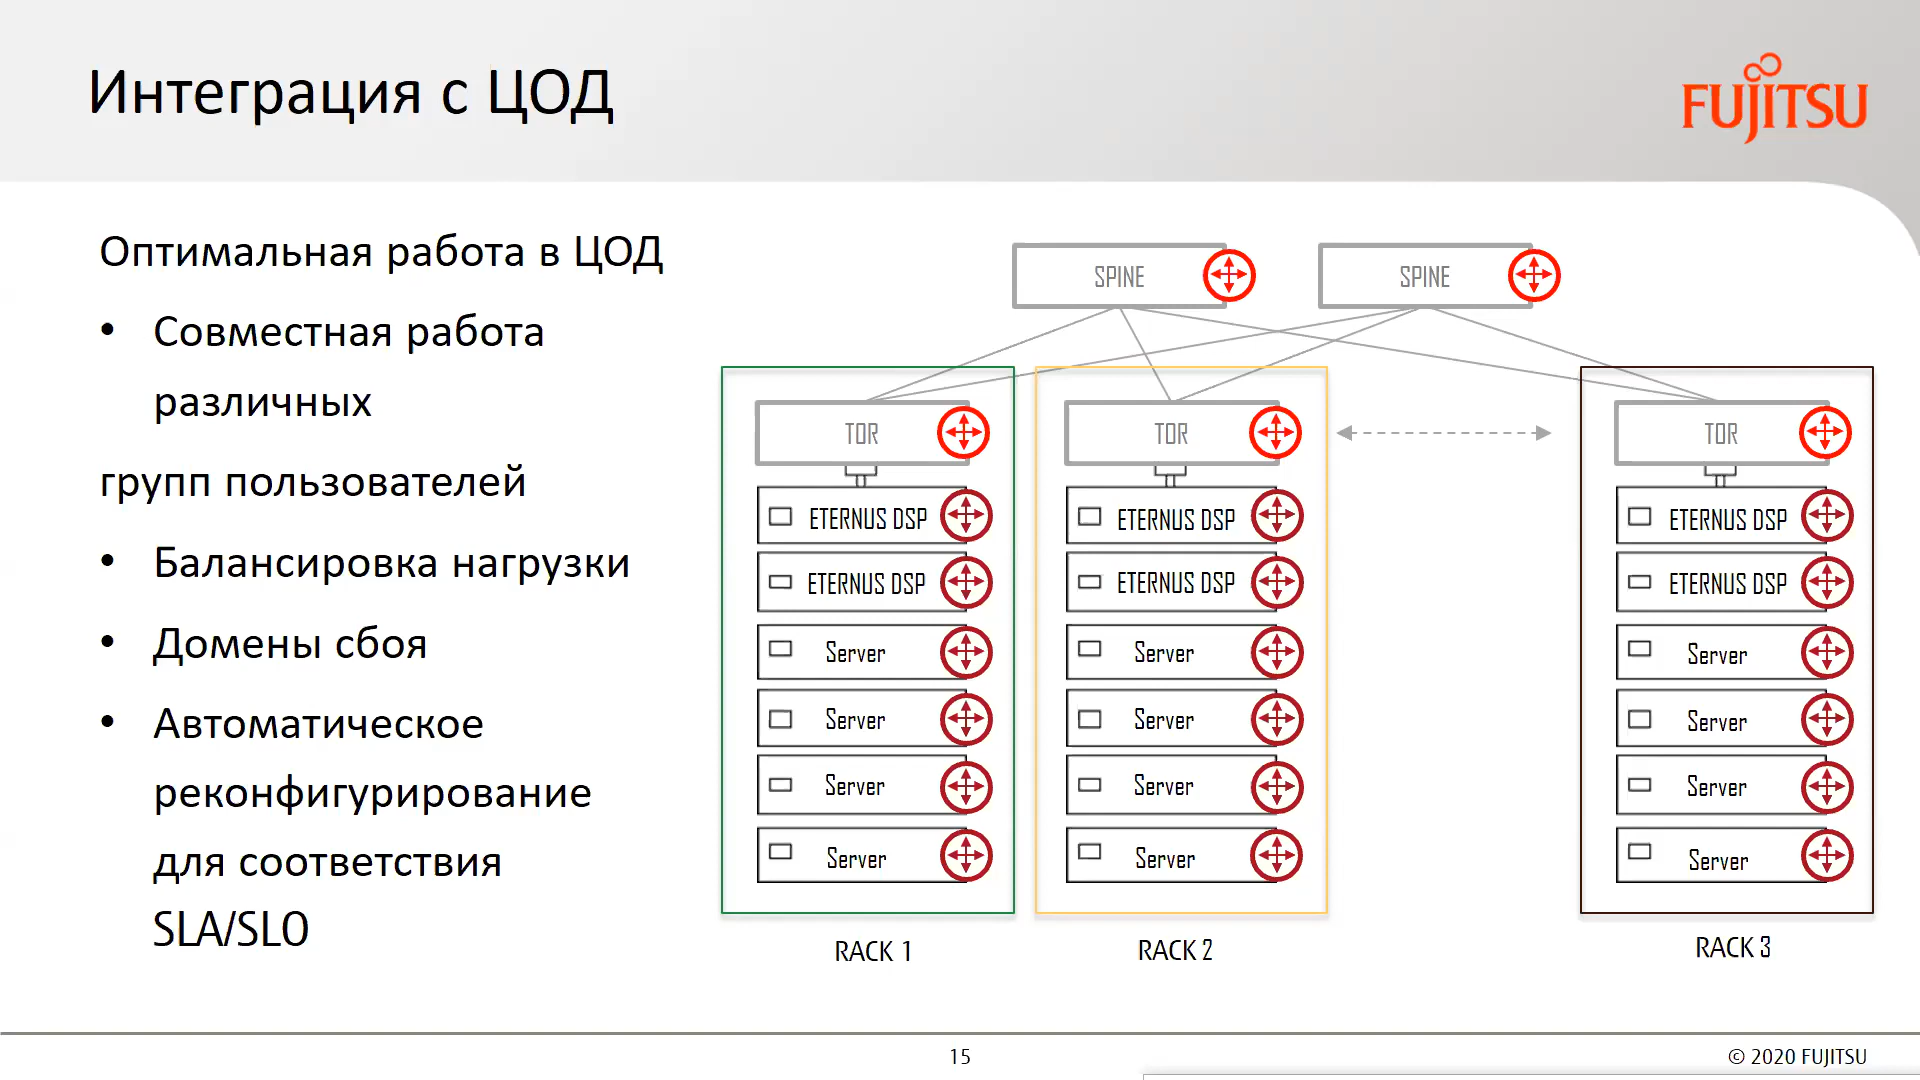 Интеграция с ЦОД
FUJITSU
Оптимальная работа в ЦОД
• Совместная работа
различных
групп пользователей
• Балансировка нагрузки
• Домены сбоя
• Автоматическое
реконфигурирование
для соответствия
SLA/SLO
SPINE
SPINE
TOR
ETERNUS DSP
ETERNUS DSP
Server
Server
Server
Server
RACK 1
TOR
ETERNUS DSP
ETERNUS DSP
Server
Server
Server
Server
RACK 2
TOR
ETERNUS DSP
ETERNUS DSP
Server
Server
Server
Server
RACK 3
15
© 2020 FUJITSU